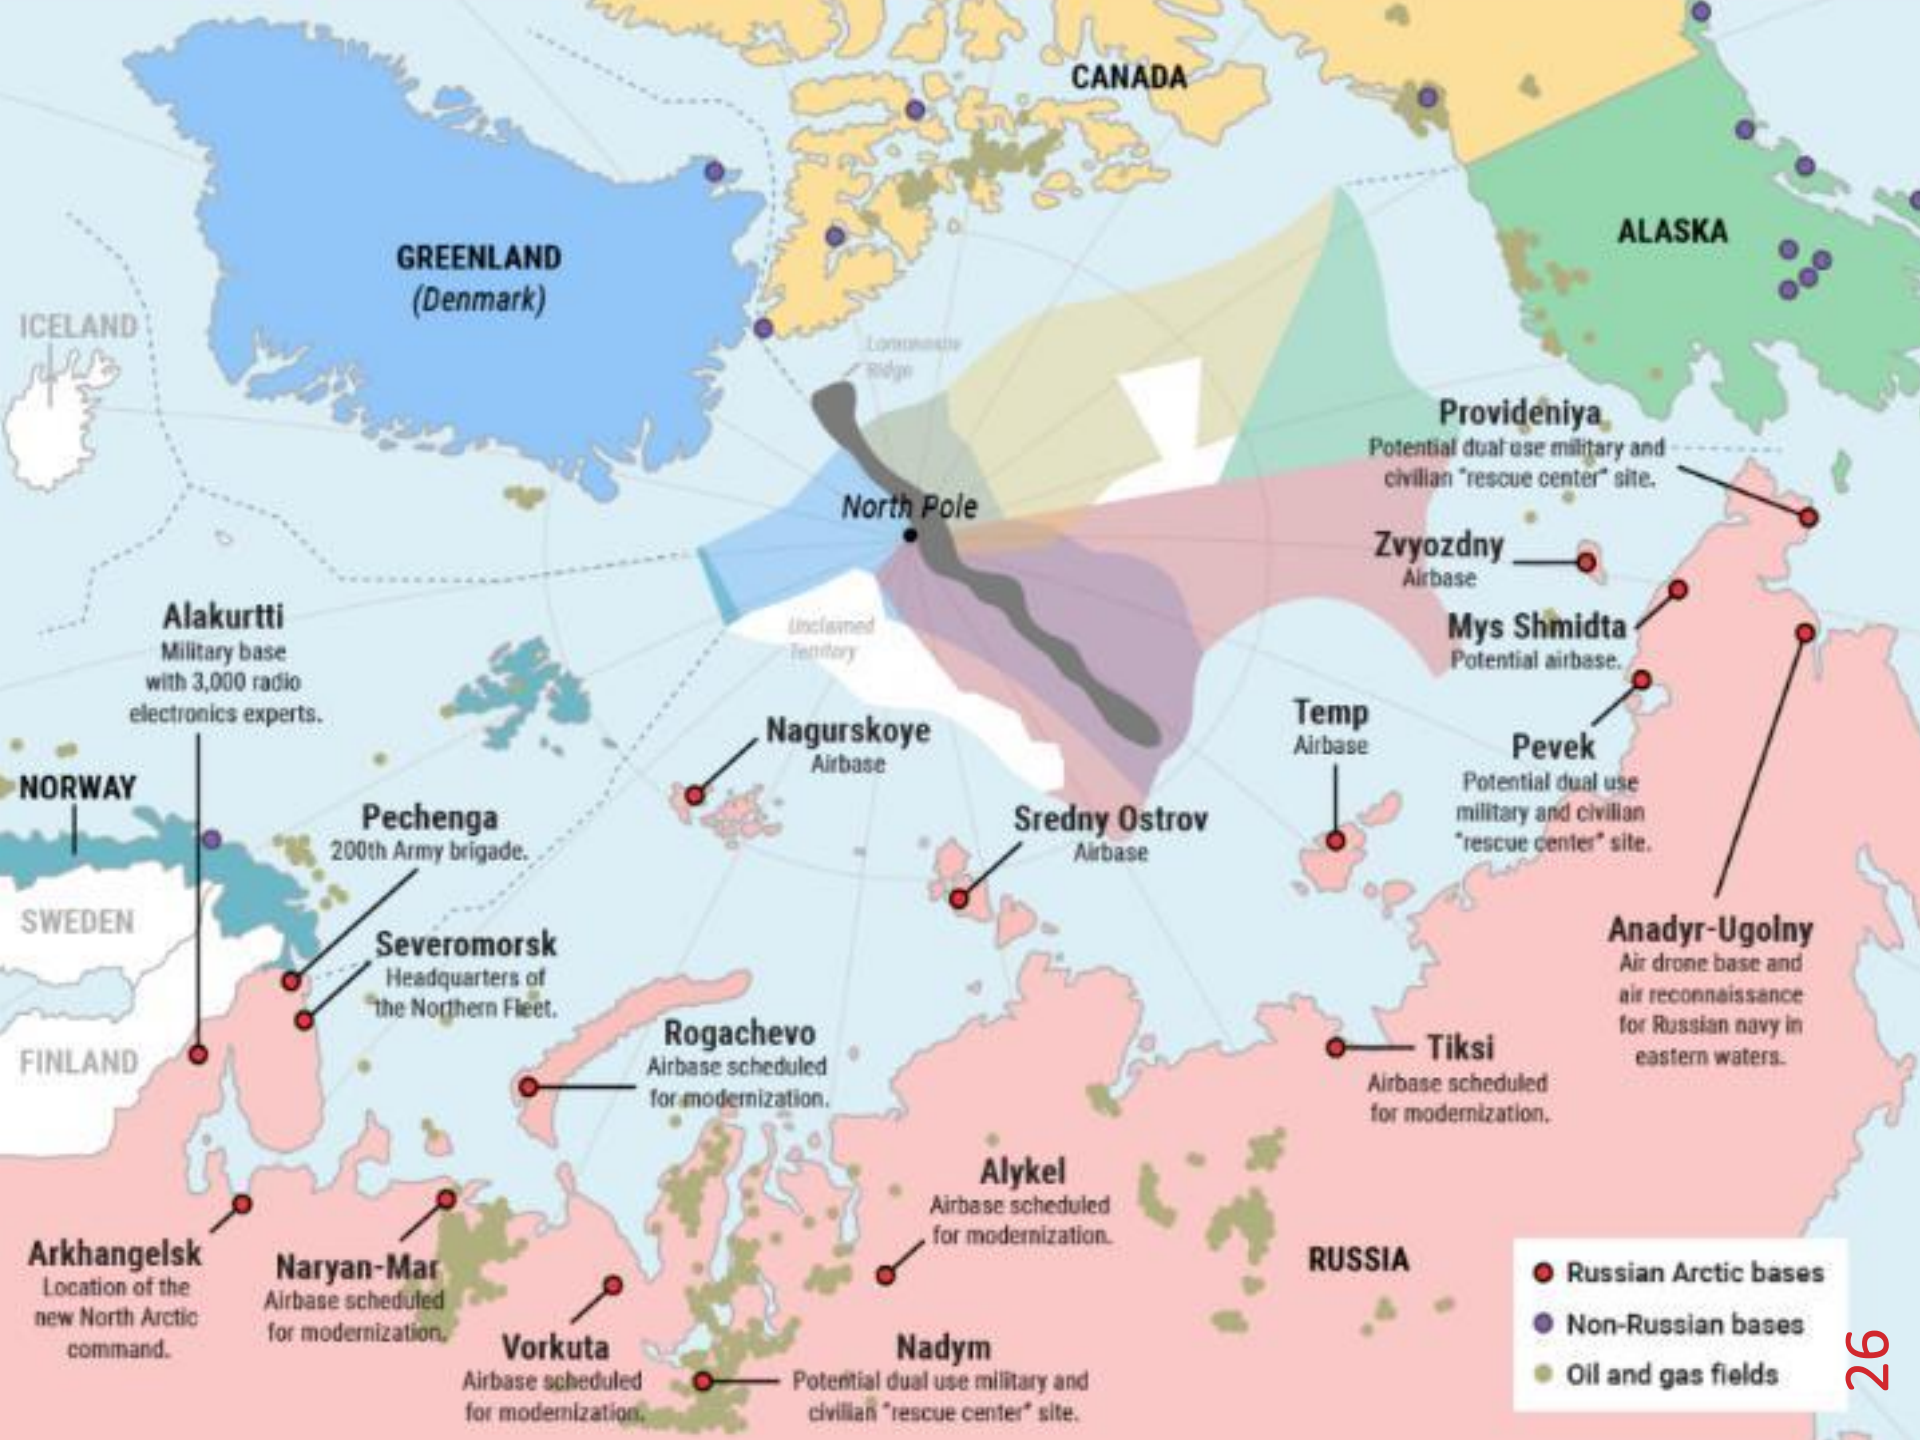 CANADA
GREENLAND
(Denmark)
ALASKA
ICELAND
Lomonosov
Ridge
North Pole
Provideniya
Potential dual use military and
civilian "rescue center" site.
Zvyozdny
Airbase
Mys Shmidta
Potential airbase.
Unclaimed
Territory
Alakurtti
Military base
with 3,000 radio
electronics experts.
Nagurskoye
Airbase
Temp
Airbase
Pevek
Potential dual use
military and civilian
"rescue center" site.
NORWAY
Pechenga
200th Army brigade.
Sredny Ostrov
Airbase
SWEDEN
Severomorsk
Headquarters of
the Northern Fleet.
Anadyr-Ugolny
Air drone base and
air reconnaissance
for Russian navy in
eastern waters.
FINLAND
Rogachevo
Airbase scheduled
for modernization.
Tiksi
Airbase scheduled
for modernization.
Alykel
Airbase scheduled
for modernization.
Arkhangelsk
Location of the
new North Arctic
command.
Naryan-Mar
Airbase scheduled
for modernization.
Vorkuta
Airbase scheduled
for modernization.
Nadym
Potential dual use military and
civilian "rescue center" site.
RUSSIA
Russian Arctic bases
Non-Russian bases
Oil and gas fields
26